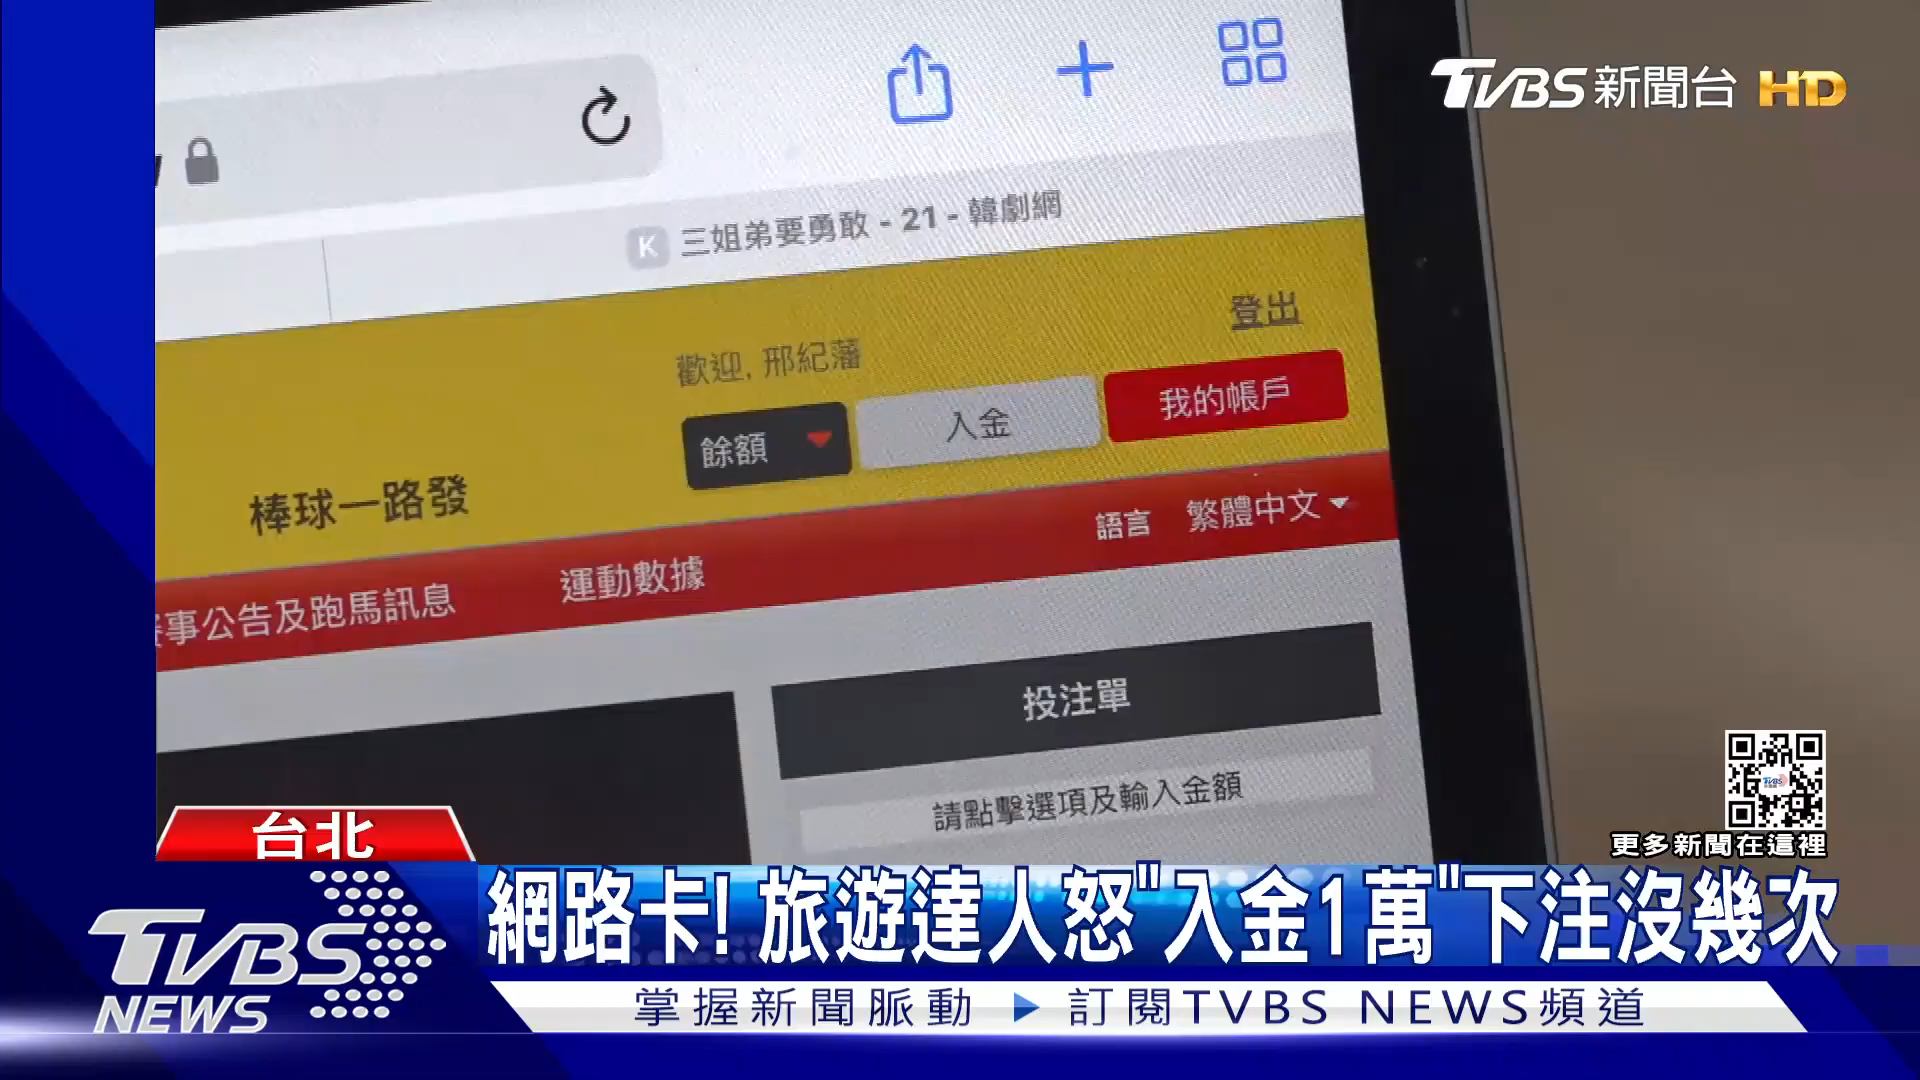 TVBS新聞台 HD
K 三姐弟要勇敢 - 21 - 韓劇網
登出
歡迎, 邢紀藩
餘額 入金 我的帳戶
棒球一路發
語言 繁體中文
事公告及跑馬訊息 運動數據
投注單
請點擊選項及輸入金額
更多新聞在這裡
台北
網路卡! 旅遊達人怒"入金1萬"下注沒幾次
TVBS NEWS
掌握新聞脈動 ▶ 訂閱TVBS NEWS頻道